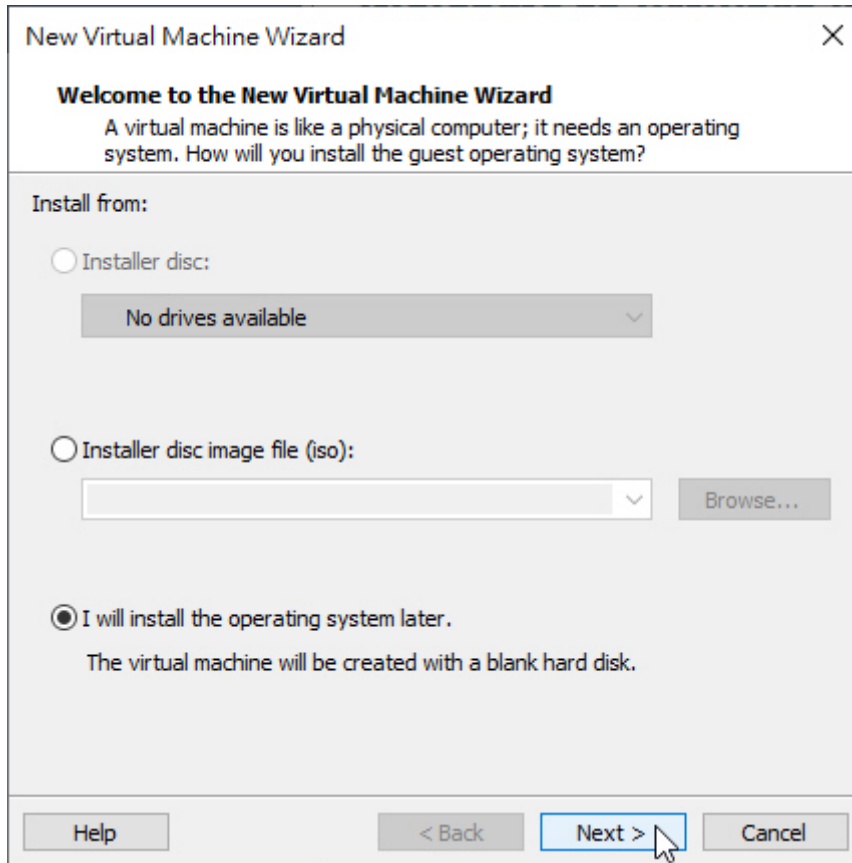 New Virtual Machine Wizard
Welcome to the New Virtual Machine Wizard
A virtual machine is like a physical computer; it needs an operating
system. How will you install the guest operating system?
Install from:
Installer disc:
No drives available
Installer disc image file (iso):
Browse...
I will install the operating system later.
The virtual machine will be created with a blank hard disk.
Help
< Back
Next >
Cancel